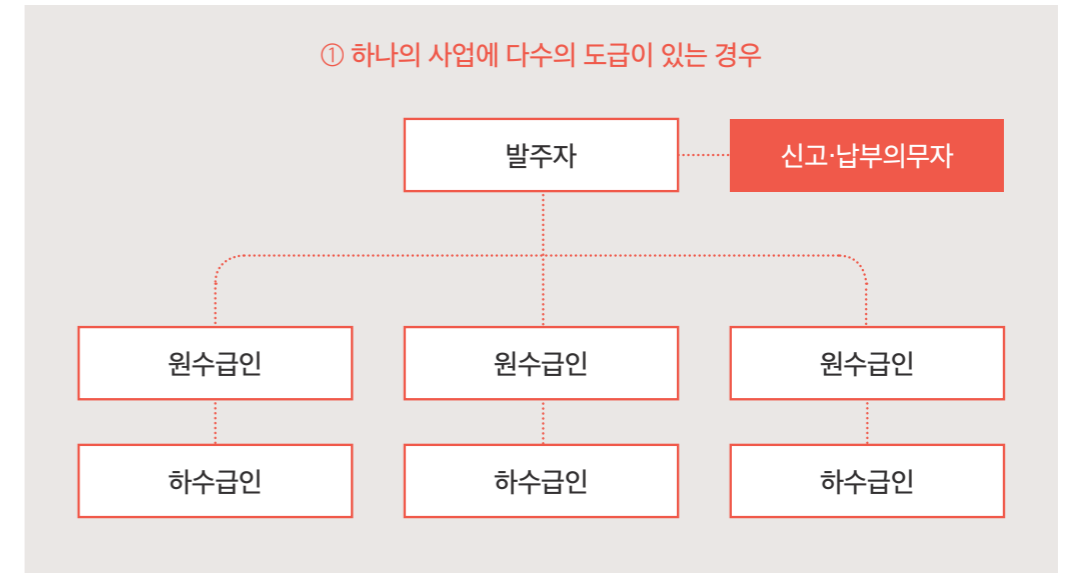 ① 하나의 사업에 다수의 도급이 있는 경우
발주자
신고·납부의무자
원수급인
원수급인
원수급인
하수급인
하수급인
하수급인